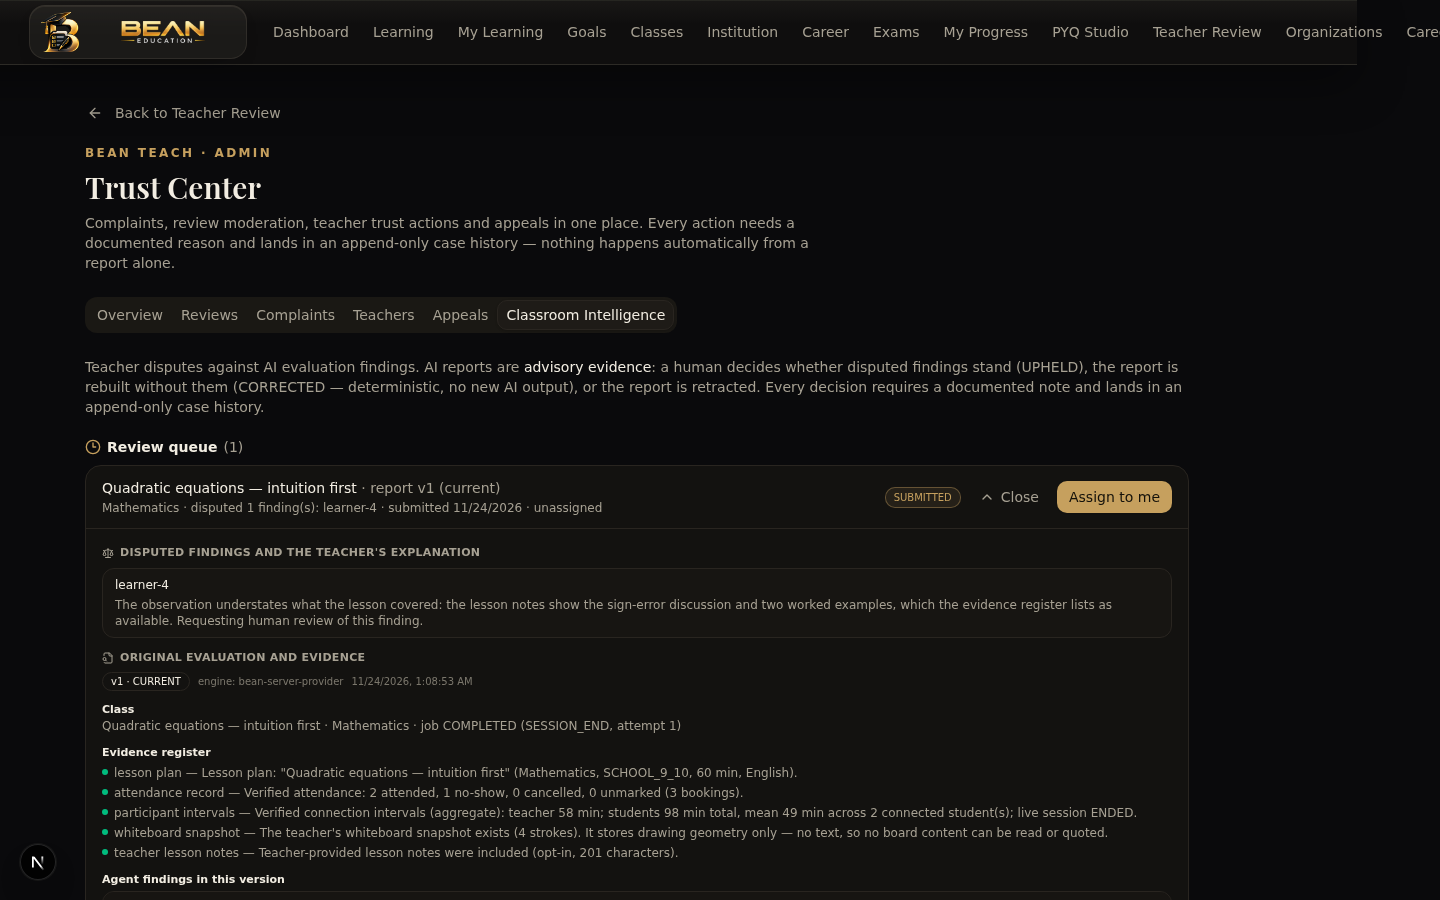 BEAN
EDUCATION
Dashboard Learning My Learning Goals Classes Institution Career Exams My Progress PYQ Studio Teacher Review Organizations
Back to Teacher Review
BEAN TEACH · ADMIN
Trust Center
Complaints, review moderation, teacher trust actions and appeals in one place. Every action needs a
documented reason and lands in an append-only case history — nothing happens automatically from a
report alone.
Overview Reviews Complaints Teachers Appeals Classroom Intelligence
Teacher disputes against AI evaluation findings. AI reports are advisory evidence: a human decides whether disputed findings stand (UPHELD), the report is
rebuilt without them (CORRECTED — deterministic, no new AI output), or the report is retracted. Every decision requires a documented note and lands in an
append-only case history.
Review queue (1)
Quadratic equations — intuition first · report v1 (current)
Mathematics · disputed 1 finding(s): learner-4 · submitted 11/24/2026 · unassigned
SUBMITTED Close Assign to me
DISPUTED FINDINGS AND THE TEACHER'S EXPLANATION
learner-4
The observation understates what the lesson covered: the lesson notes show the sign-error discussion and two worked examples, which the evidence register lists as
available. Requesting human review of this finding.
ORIGINAL EVALUATION AND EVIDENCE
v1 · CURRENT engine: bean-server-provider 11/24/2026, 1:08:53 AM
Class
Quadratic equations — intuition first · Mathematics · job COMPLETED (SESSION_END, attempt 1)
Evidence register
lesson plan — Lesson plan: "Quadratic equations — intuition first" (Mathematics, SCHOOL_9_10, 60 min, English).
attendance record — Verified attendance: 2 attended, 1 no-show, 0 cancelled, 0 unmarked (3 bookings).
participant intervals — Verified connection intervals (aggregate): teacher 58 min; students 98 min total, mean 49 min across 2 connected student(s); live session ENDED.
whiteboard snapshot — The teacher's whiteboard snapshot exists (4 strokes). It stores drawing geometry only — no text, so no board content can be read or quoted.
teacher lesson notes — Teacher-provided lesson notes were included (opt-in, 201 characters).
Agent findings in this version